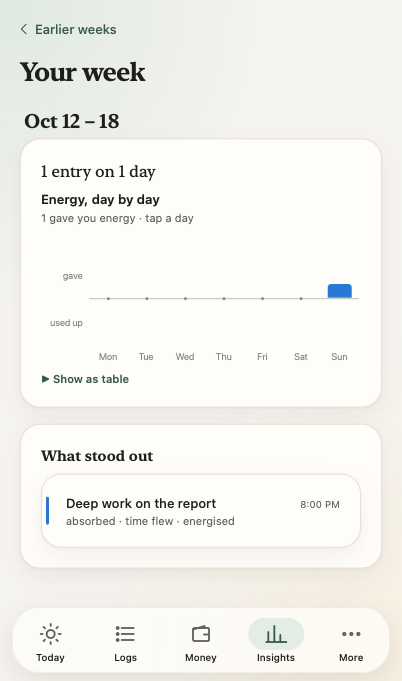 Earlier weeks
Your week
Oct 12 – 18
1 entry on 1 day
Energy, day by day
1 gave you energy · tap a day
gave
used up
Mon Tue Wed Thu Fri Sat Sun
Show as table
What stood out
Deep work on the report 8:00 PM
absorbed · time flew · energised
Today Logs Money Insights More